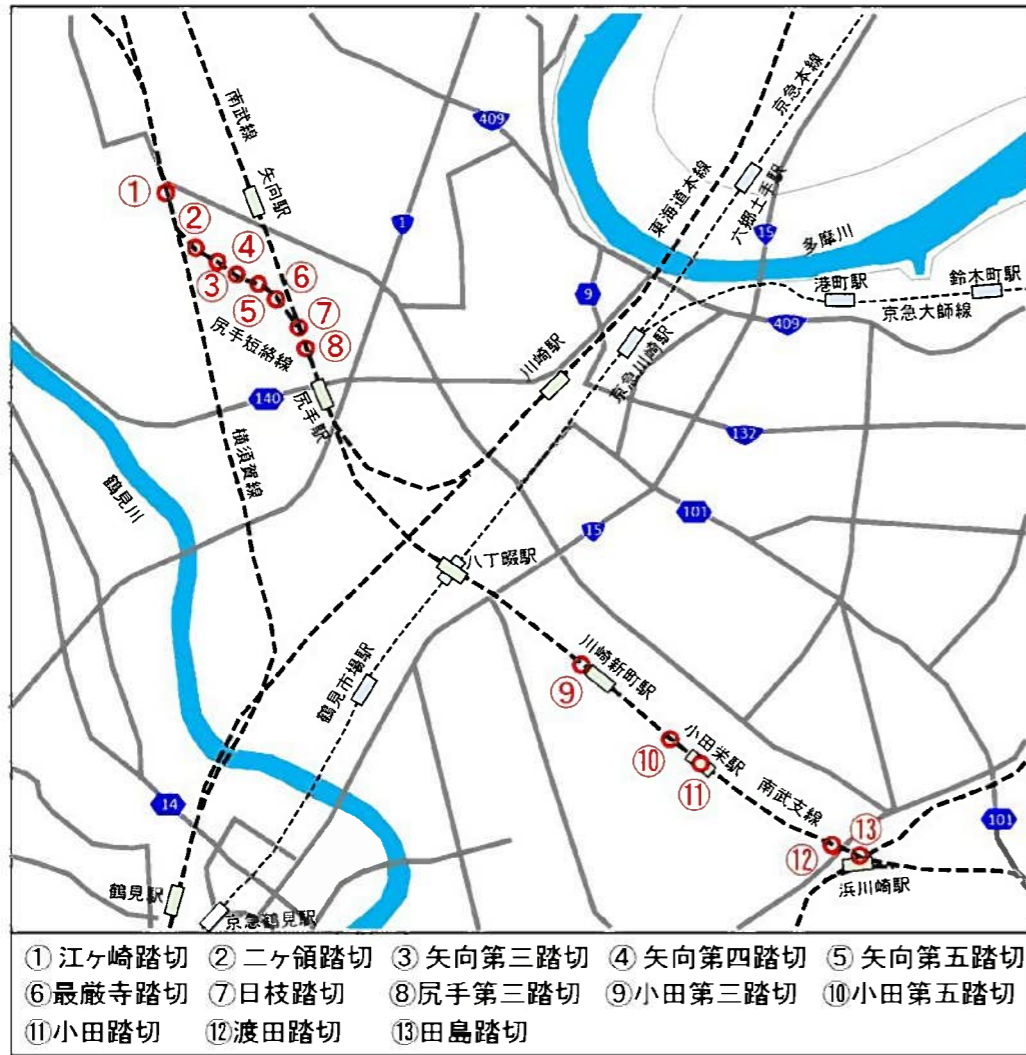 409
南武線
京急本線
矢向駅
①
②
④
③
⑥
⑤
⑦
⑧
尻手短絡線
1
東海道本線
六郷土手駅
15
多摩川
9
港町駅
鈴木町駅
京急大師線
409
川崎駅
京急川崎駅
140
尻手駅
132
横須賀線
鶴見川
101
15
八丁畷駅
鶴見市場駅
川崎新町駅
⑨
⑩
小田栄駅
⑪
南武支線
14
⑫
⑬
101
浜川崎駅
鶴見駅
京急鶴見駅
① 江ヶ崎踏切 ② 二ヶ領踏切 ③ 矢向第三踏切 ④ 矢向第四踏切 ⑤ 矢向第五踏切
⑥最厳寺踏切 ⑦日枝踏切 ⑧尻手第三踏切 ⑨小田第三踏切 ⑩小田第五踏切
⑪小田踏切 ⑫渡田踏切 ⑬田島踏切